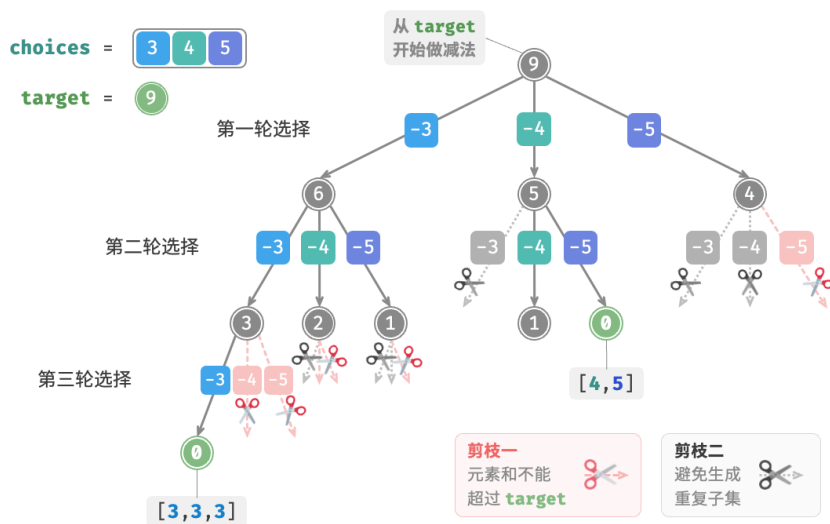 从 target
开始做减法
choices = 3 4 5
target = 9
9
第一轮选择
-3 -4 -5
6 5 4
第二轮选择
-3 -4 -5 -3 -4 -5 -3 -4 -5
3 2 1 1 0
第三轮选择
-3 -4 -5
[4,5]
0
[3,3,3]
剪枝一
元素和不能
超过 target
剪枝二
避免生成
重复子集